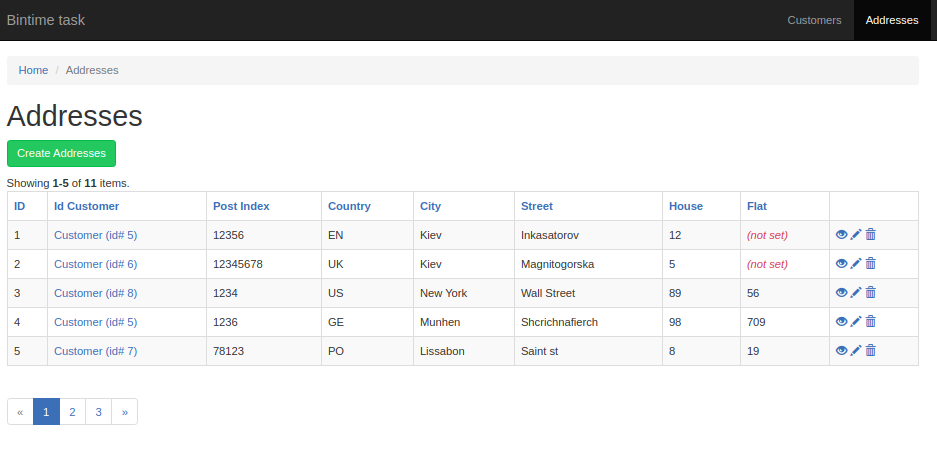 Bintime task Customers Addresses
Home / Addresses
Addresses
Create Addresses
Showing 1-5 of 11 items.
ID Id Customer Post Index Country City Street House Flat
1 Customer (id# 5) 12356 EN Kiev Inkasatorov 12 (not set)
2 Customer (id# 6) 12345678 UK Kiev Magnitogorska 5 (not set)
3 Customer (id# 8) 1234 US New York Wall Street 89 56
4 Customer (id# 5) 1236 GE Munhen Shcrichnafierch 98 709
5 Customer (id# 7) 78123 PO Lissabon Saint st 8 19
« 1 2 3 »